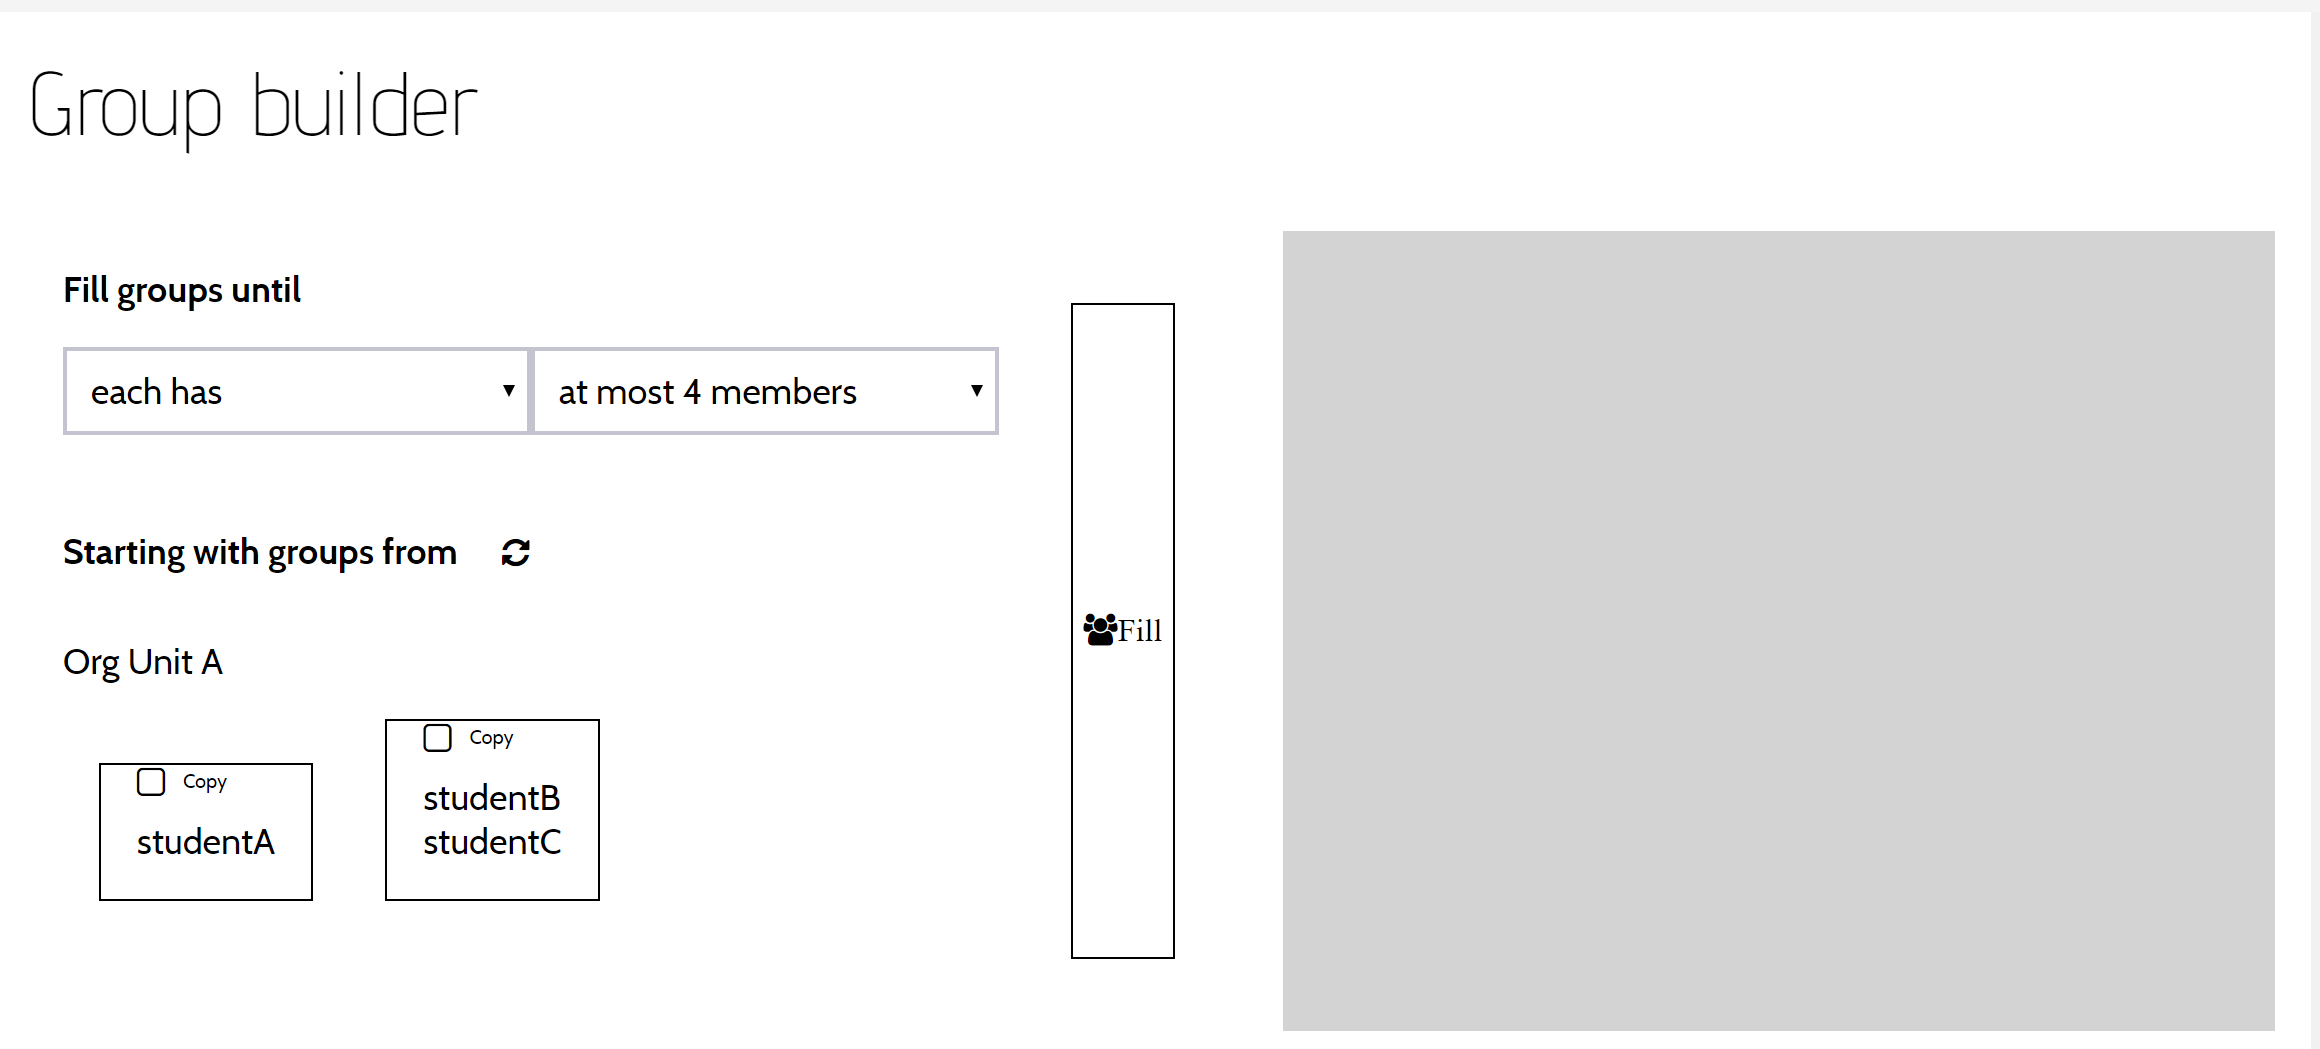 Group builder
Fill groups until
each has
at most 4 members
Starting with groups from
Org Unit A
Copy
studentA
Copy
studentB
studentC
Fill